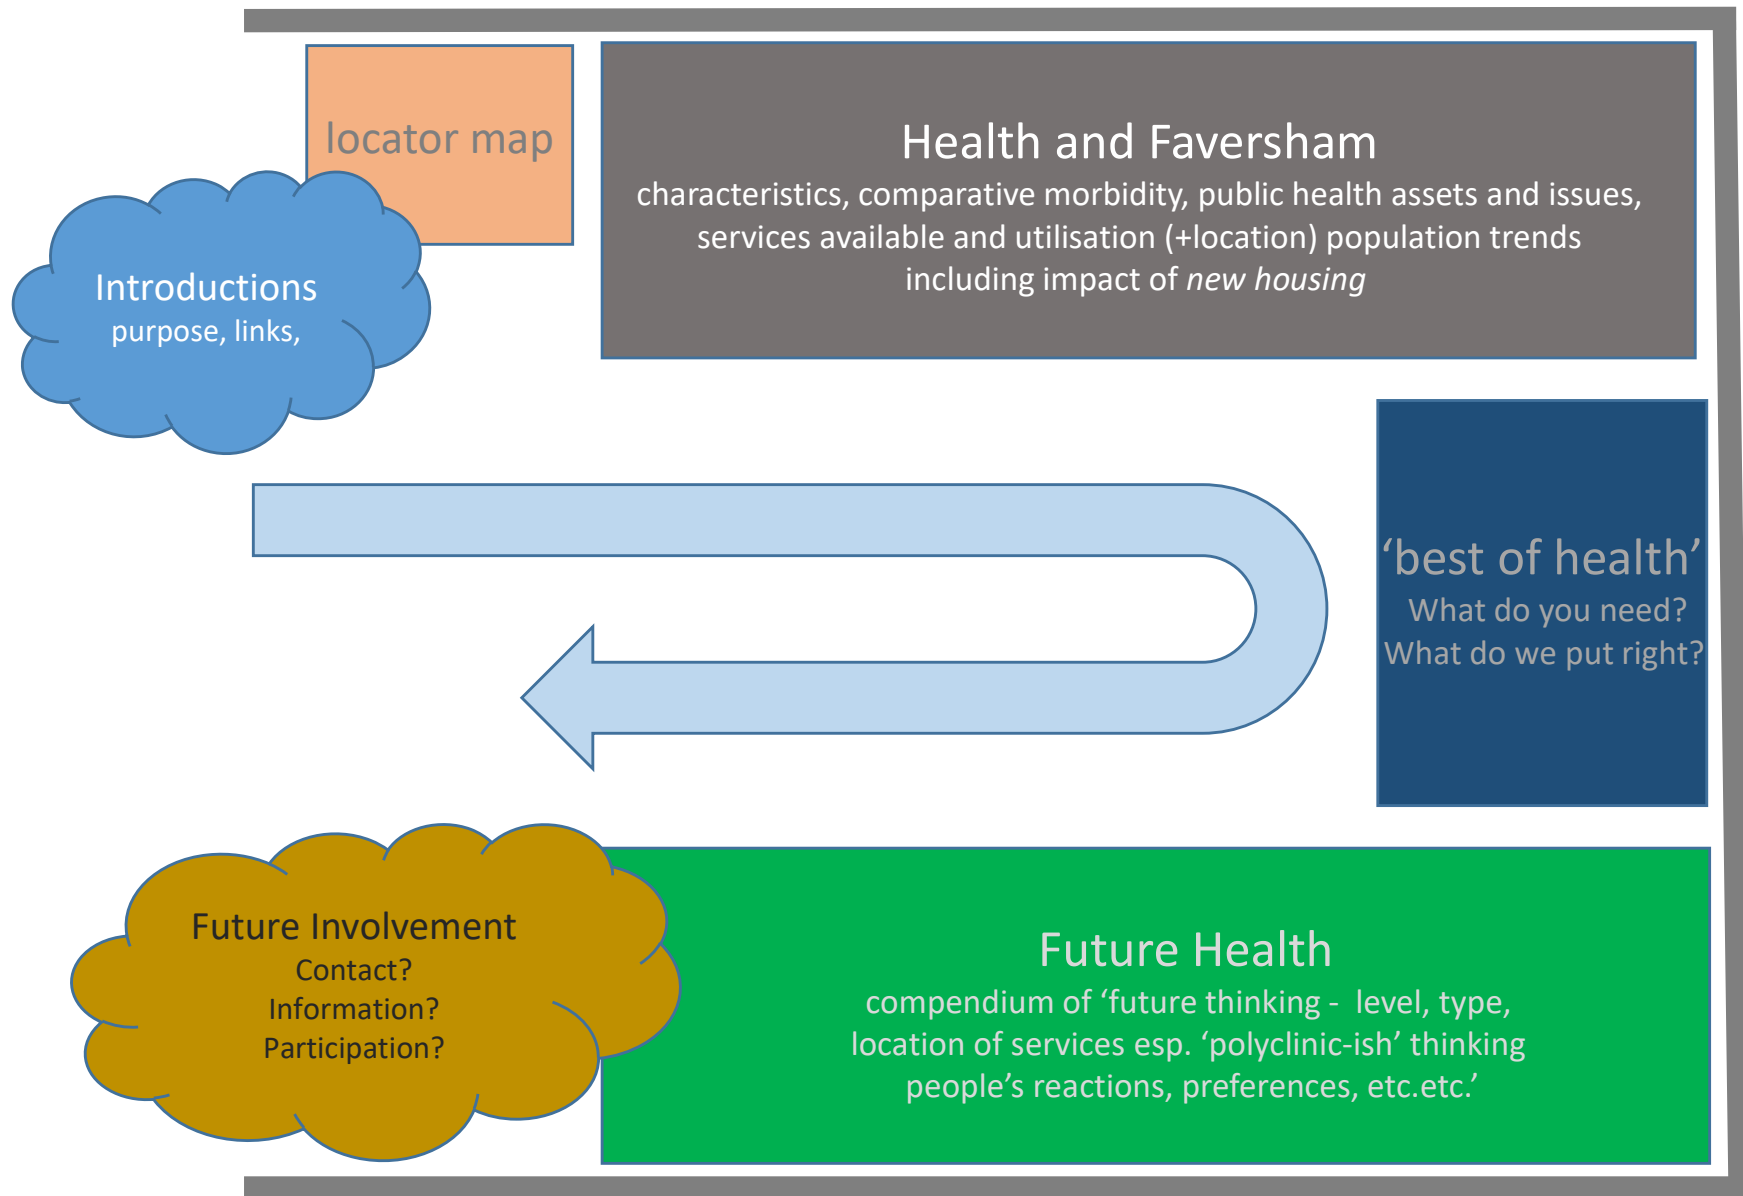 locator map
Health and Faversham
characteristics, comparative morbidity, public health assets and issues,
services available and utilisation (+location) population trends
including impact of new housing
Introductions
purpose, links,
‘best of health’
What do you need?
What do we put right?
Future Involvement
Contact?
Information?
Participation?
Future Health
compendium of ‘future thinking - level, type,
location of services esp. ‘polyclinic-ish’ thinking
people’s reactions, preferences, etc.etc.’